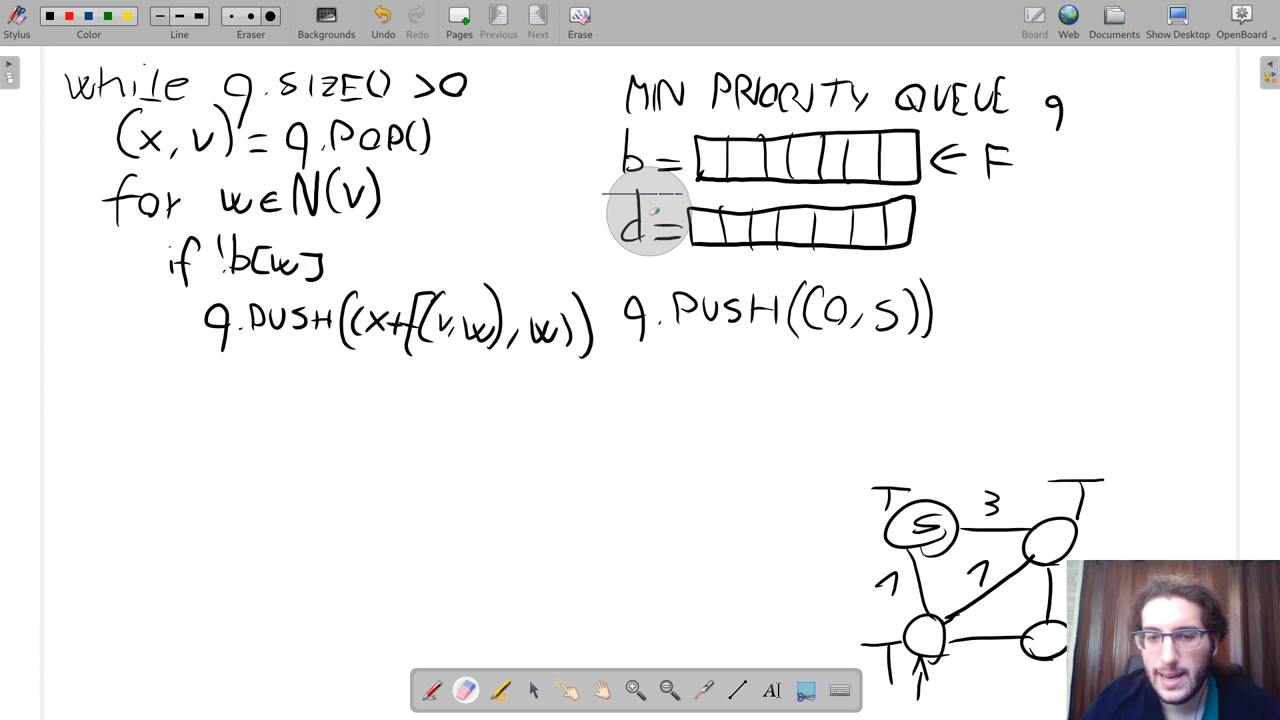 Stylus
Color
Line
Eraser
Backgrounds
Undo
Redo
Pages
Previous
Next
Erase
Board
Web
Documents
Show Desktop
OpenBoard
while q.SIZE() >0
(x, v) = q.POP()
for w∈N(v)
if !b[w]
q.PUSH((x+f(v,w), w))
MIN PRIORITY QUEUE q
b=
∈ F
d=
q.PUSH((0, S))
T
S
3
T
1
1
T